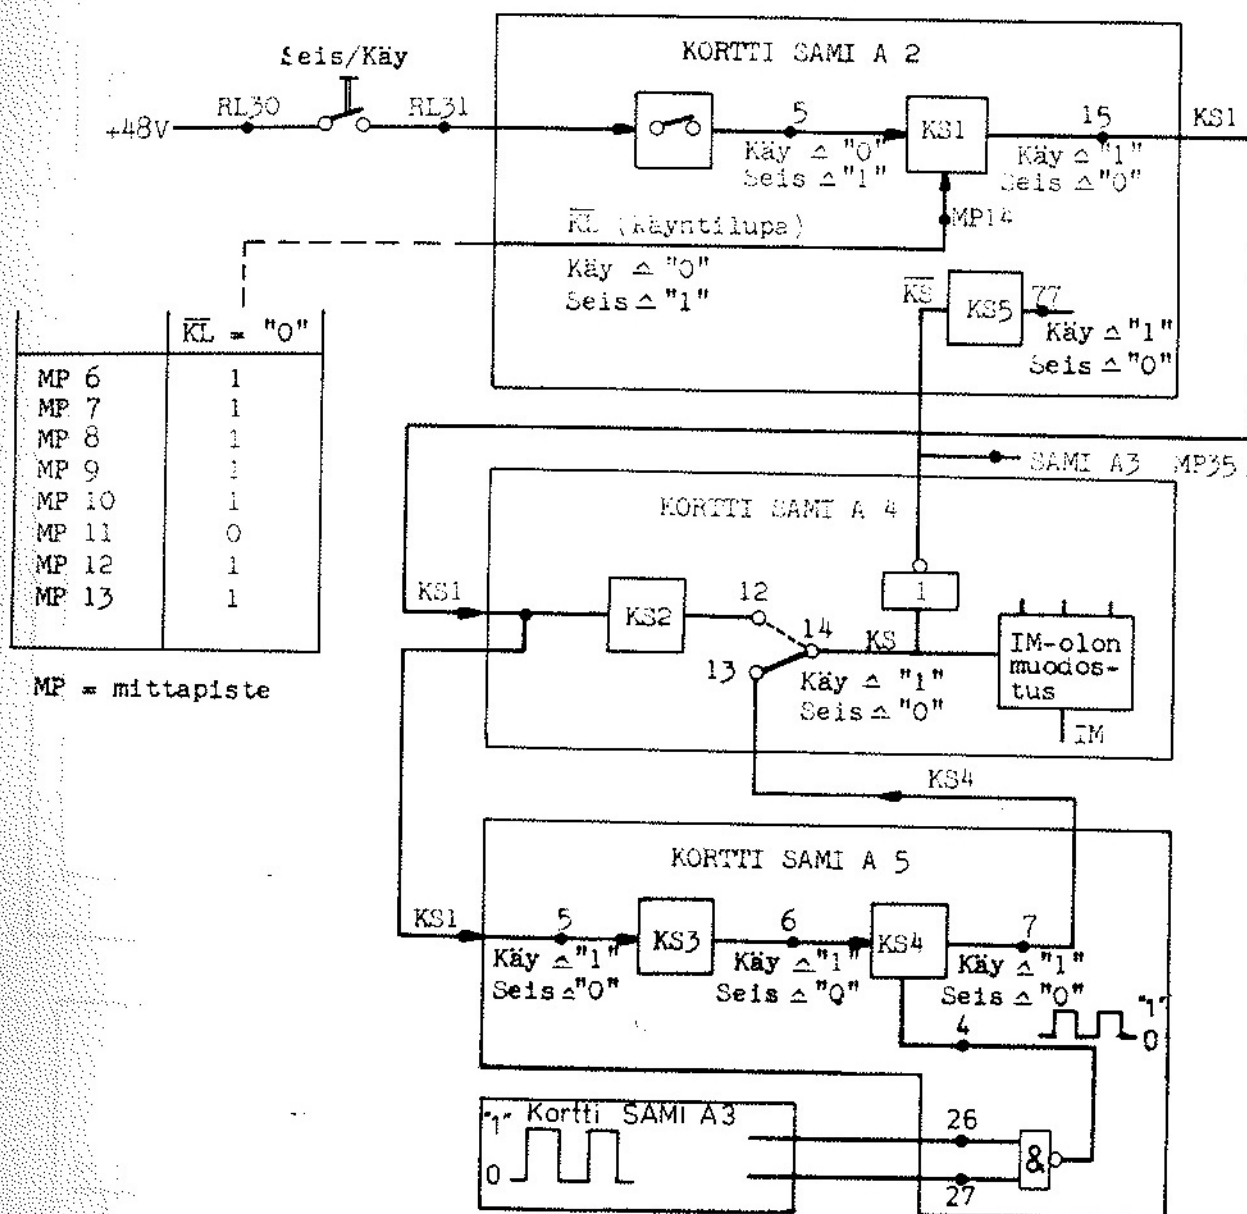 Seis/Käy
KORTTI SAMI A 2
+48V
RL30
RL31
5
KS1
15
KS1
Käy ≙ "0"
Seis ≙ "1"
Käy ≙ "1"
Seis ≙ "0"
K̅L̅ (käyntilupa)
MP14
Käy ≙ "0"
Seis ≙ "1"
K̅S̅
KS5
77
Käy ≙ "1"
Seis ≙ "0"
K̅L̅ = "0"
MP 6 1
MP 7 1
MP 8 1
MP 9 1
MP 10 1
MP 11 0
MP 12 1
MP 13 1
MP = mittapiste
SAMI A3 MP35
KORTTI SAMI A 4
KS1
KS2
12
14
13
KS
1
Käy ≙ "1"
Seis ≙ "0"
IM-olon
muodos-
tus
IM
KS4
KORTTI SAMI A 5
KS1
5
KS3
6
KS4
7
Käy ≙ "1"
Seis ≙ "0"
Käy ≙ "1"
Seis ≙ "0"
Käy ≙ "1"
Seis ≙ "0"
"1"
0
4
Kortti SAMI A3
"1"
0
26
27
&